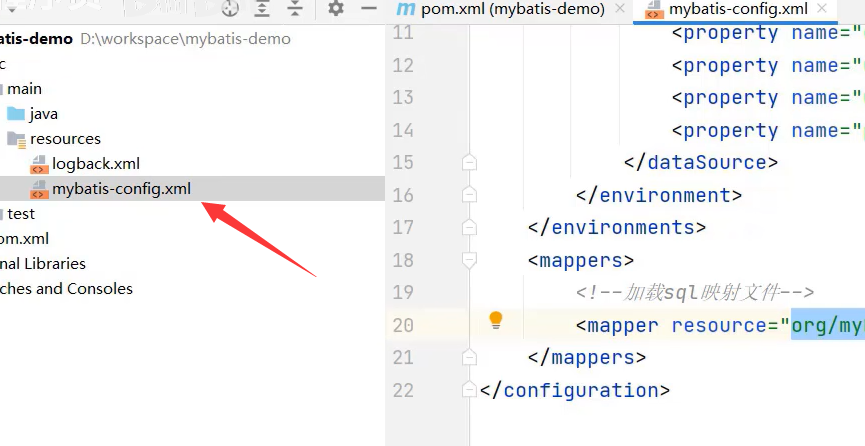 pom.xml (mybatis-demo)
mybatis-config.xml
atis-demo D:\workspace\mybatis-demo
c
main
java
resources
logback.xml
mybatis-config.xml
test
om.xml
nal Libraries
tches and Consoles
11 <property name="
12 <property name="
13 <property name="
14 <property name="
15 </dataSource>
16 </environment>
17 </environments>
18 <mappers>
19 <!--加载sql映射文件-->
20 <mapper resource="org/my
21 </mappers>
22 </configuration>